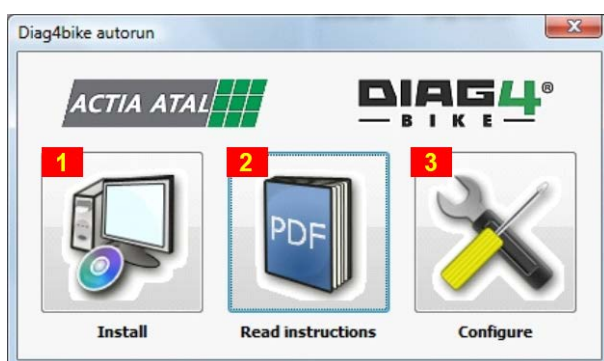 Diag4bike autorun
ACTIA ATAL
DIAG4®
BIKE
1
2
3
PDF
Install
Read instructions
Configure